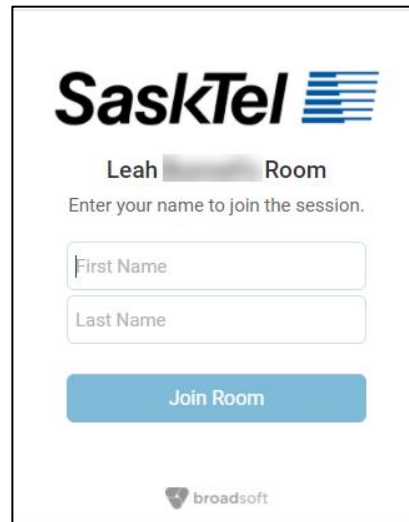 SaskTel
Leah Room
Enter your name to join the session.
First Name
Last Name
Join Room
broadsoft